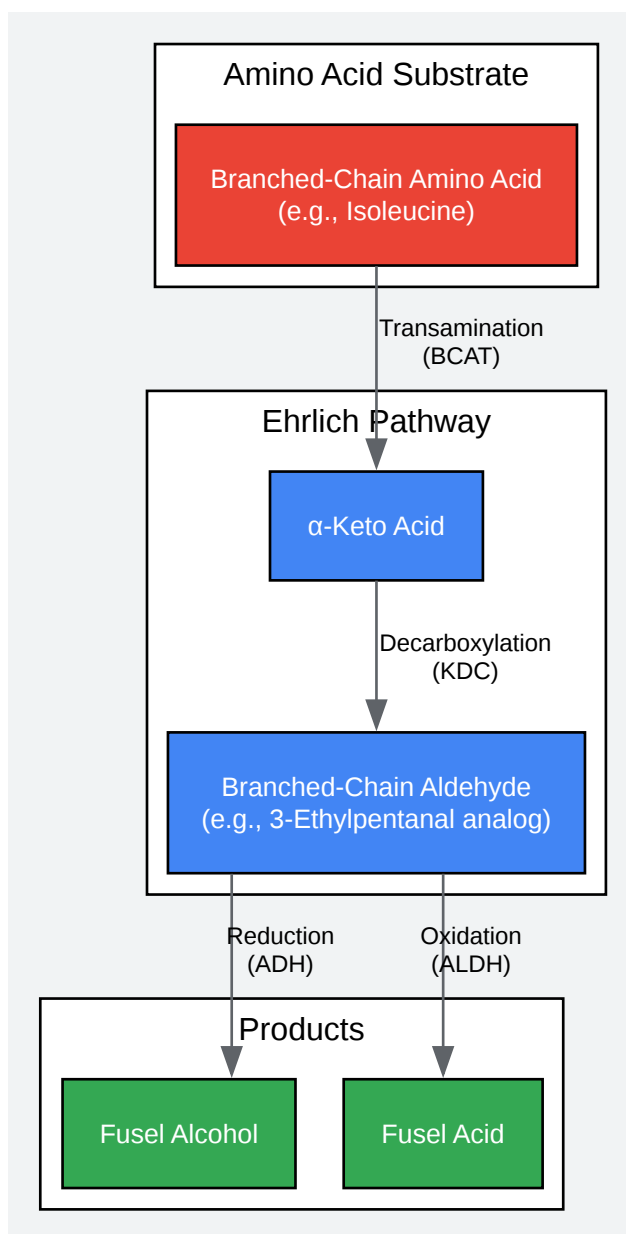 Amino Acid Substrate
Branched-Chain Amino Acid
(e.g., Isoleucine)
Transamination
(BCAT)
Ehrlich Pathway
α-Keto Acid
Decarboxylation
(KDC)
Branched-Chain Aldehyde
(e.g., 3-Ethylpentanal analog)
Reduction
(ADH)
Oxidation
(ALDH)
Products
Fusel Alcohol
Fusel Acid